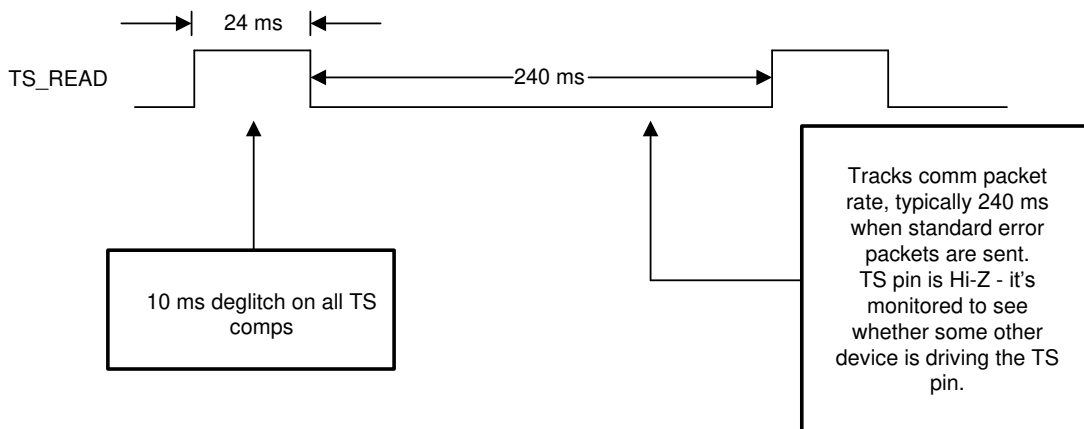 24 ms
TS_READ
240 ms
10 ms deglitch on all TS
comps
Tracks comm packet
rate, typically 240 ms
when standard error
packets are sent.
TS pin is Hi-Z - it's
monitored to see
whether some other
device is driving the TS
pin.